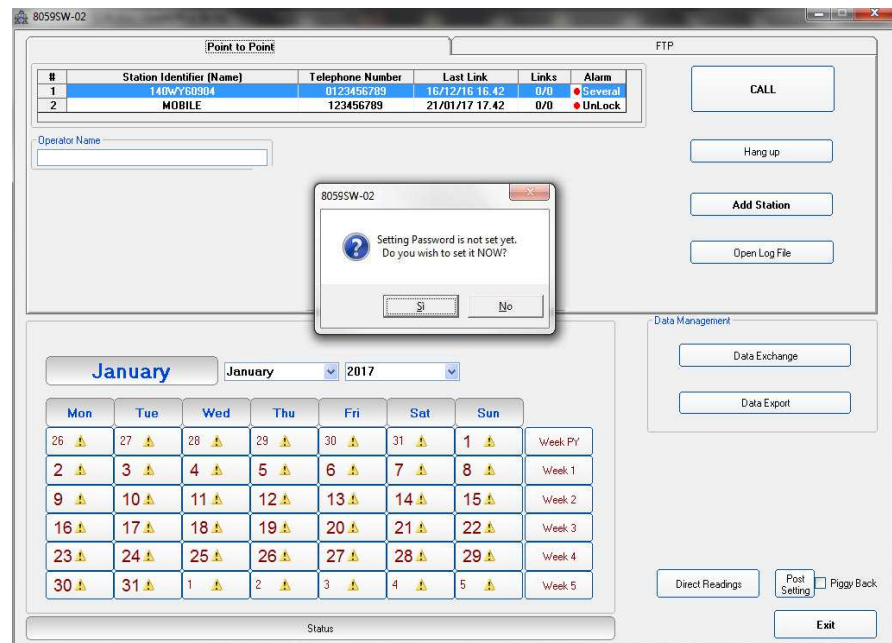 8059SW-02
Point to Point
FTP
# Station Identifier (Name) Telephone Number Last Link Links Alarm
1 140WY60904 0123456789 16/12/16 16.42 0/0 Several
2 MOBILE 123456789 21/01/17 17.42 0/0 UnLock
CALL
Operator Name
Hang up
Add Station
Open Log File
8059SW-02
Setting Password is not set yet.
Do you wish to set it NOW?
Sì No
Data Management
Data Exchange
Data Export
January January 2017
Mon Tue Wed Thu Fri Sat Sun
26 27 28 29 30 31 1 Week PY
2 3 4 5 6 7 8 Week 1
9 10 11 12 13 14 15 Week 2
16 17 18 19 20 21 22 Week 3
23 24 25 26 27 28 29 Week 4
30 31 1 2 3 4 5 Week 5
Direct Readings
Post
Setting
Piggy Back
Status
Exit